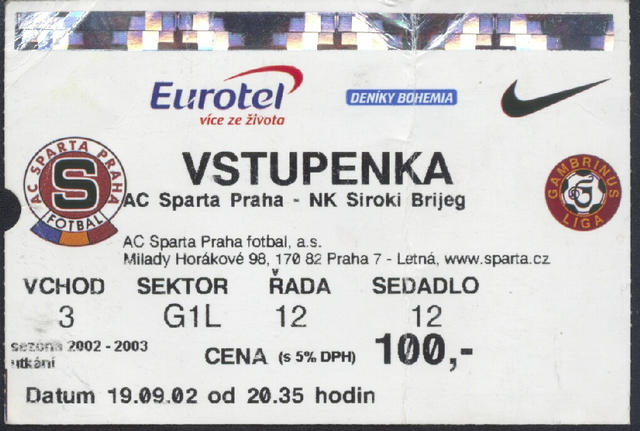 Eurotel
více ze života
DENÍKY BOHEMIA
AC SPARTA PRAHA
S
FOTBAL
VSTUPENKA
AC Sparta Praha - NK Siroki Brijeg
GAMBRINUS
LIGA
AC Sparta Praha fotbal, a.s.
Milady Horákové 98, 170 82 Praha 7 - Letná, www.sparta.cz
VCHOD SEKTOR ŘADA SEDADLO
3 G1L 12 12
sezona 2002 - 2003
utkání
CENA (s 5% DPH) 100,-
Datum 19.09.02 od 20.35 hodin